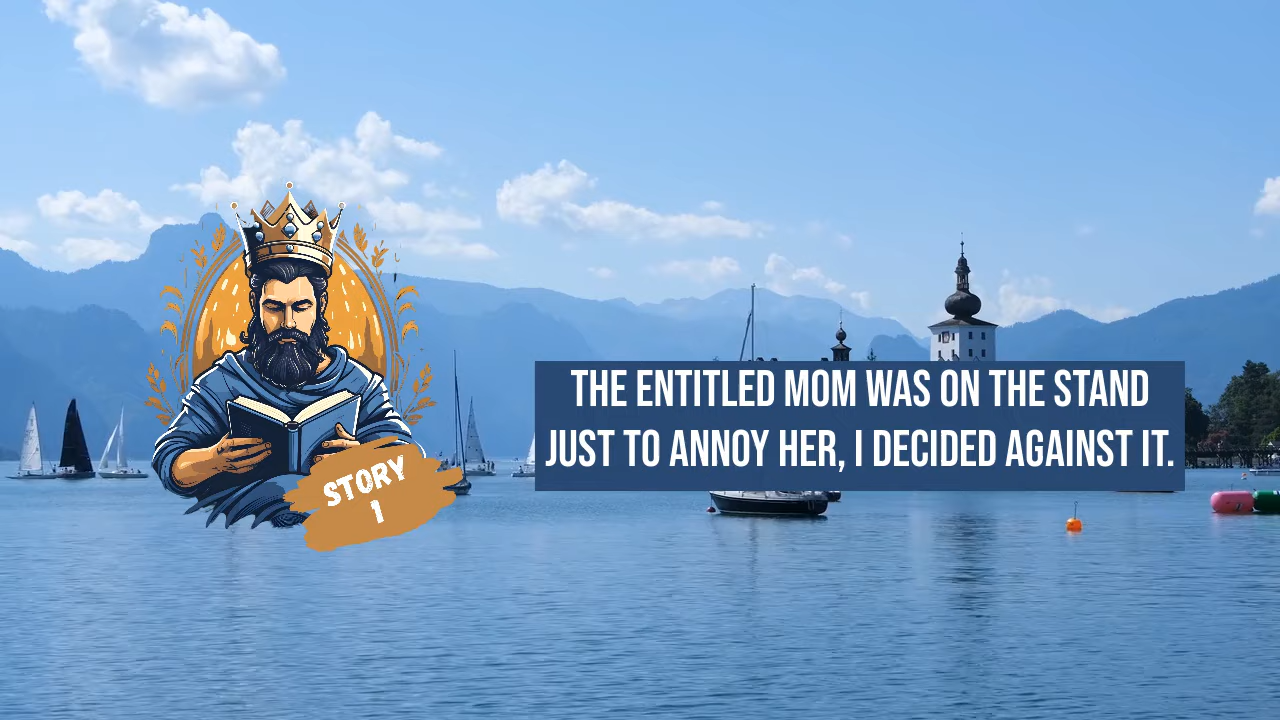 THE ENTITLED MOM WAS ON THE STAND
JUST TO ANNOY HER, I DECIDED AGAINST IT.
STORY
1